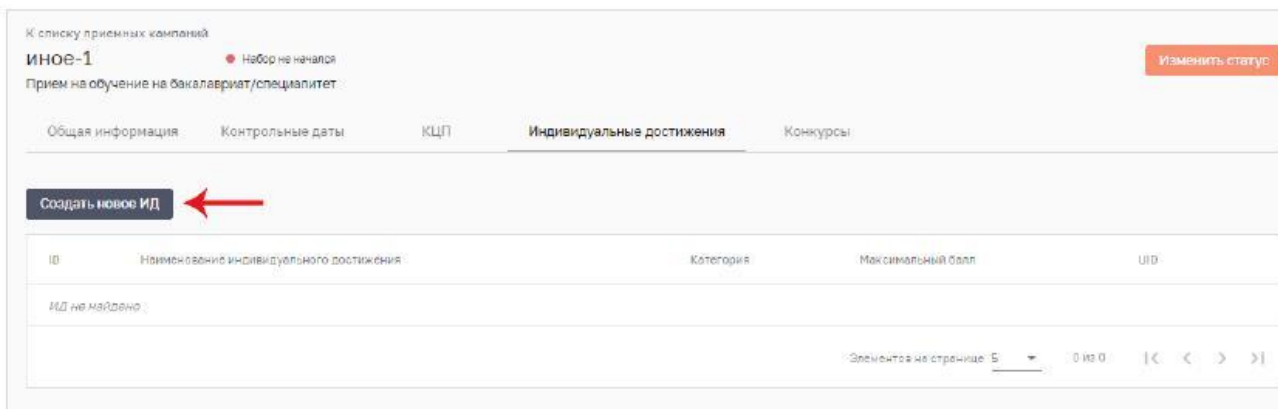 К списку приемных кампаний
иное-1
Набор не начался
Изменить статус
Прием на обучение на бакалавриат/специалитет
Общая информация Контрольные даты КЦП Индивидуальные достижения Конкурсы
Создать новое ИД
ID Наименование индивидуального достижения Категория Максимальный балл UID
ИД не найдено
Элементов на странице 5 0 из 0